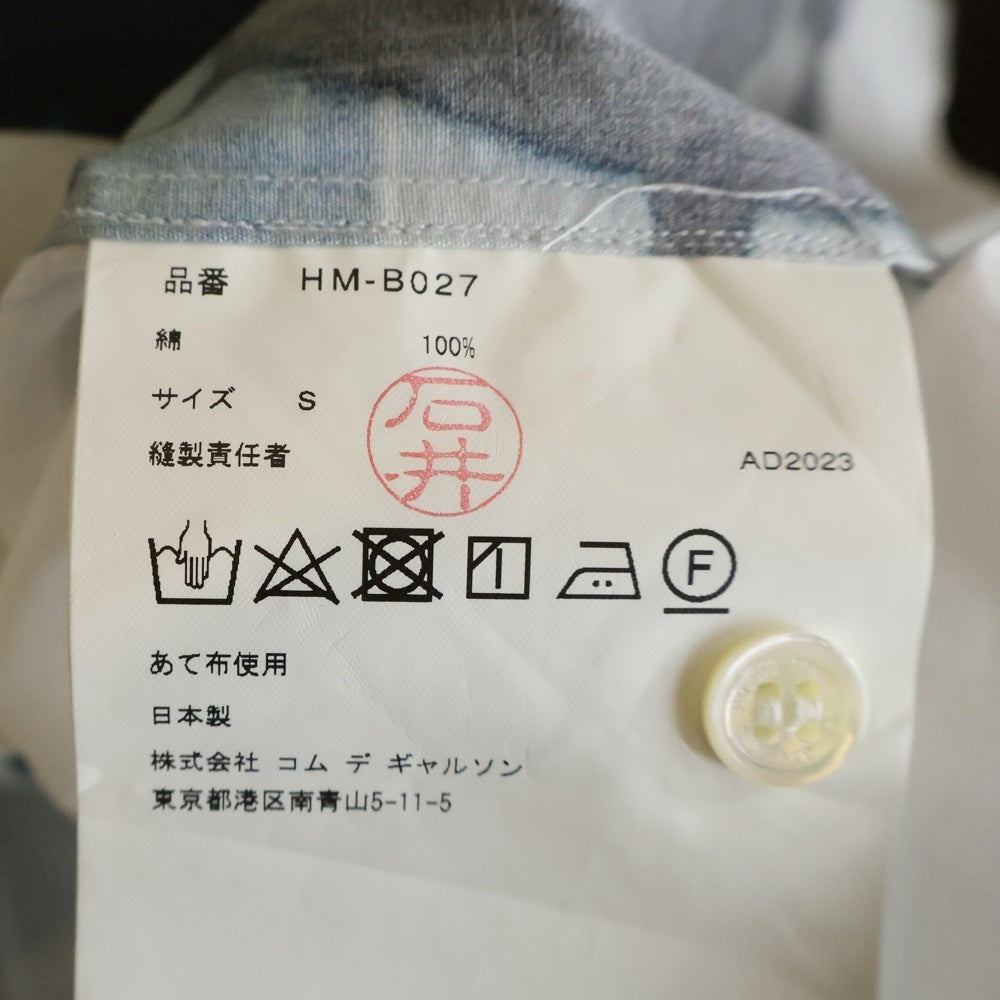 品番 HM-B027
綿 100%
サイズ S
石井
縫製責任者 AD2023
F
あて布使用
日本製
株式会社 コム デ ギャルソン
東京都港区南青山5-11-5